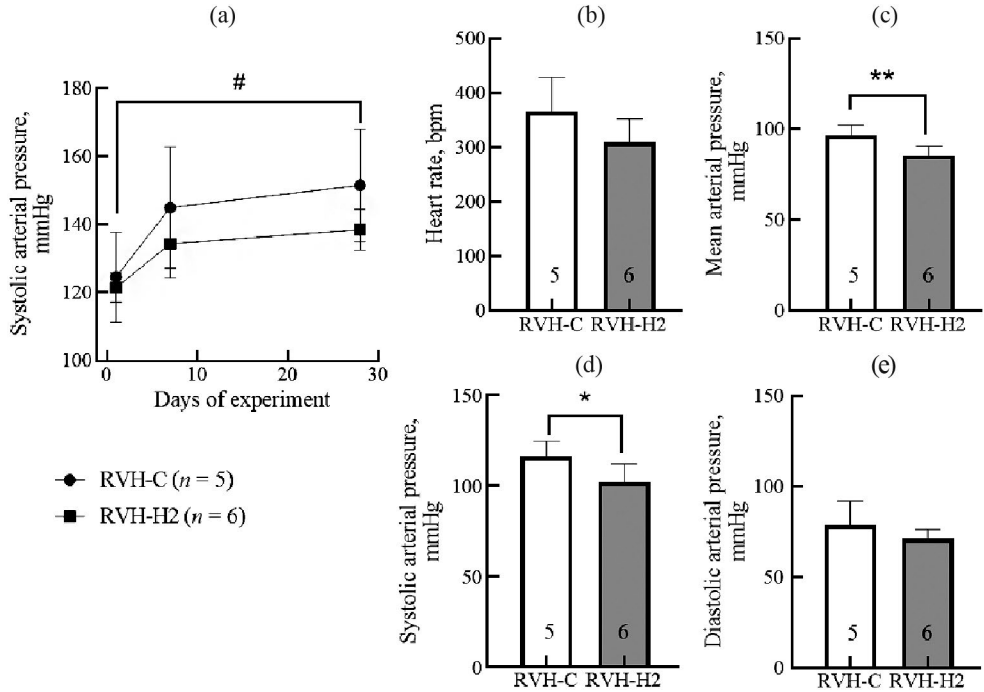 (a)
Systolic arterial pressure,
mmHg
180
160
140
120
100
#
0
10
20
30
Days of experiment
RVH-C (n = 5)
RVH-H2 (n = 6)
(b)
Heart rate, bpm
500
400
300
200
100
0
5
6
RVH-C
RVH-H2
(c)
Mean arterial pressure,
mmHg
150
100
50
0
**
5
6
RVH-C
RVH-H2
(d)
Systolic arterial pressure,
mmHg
150
100
50
0
*
5
6
RVH-C
RVH-H2
(e)
Diastolic arterial pressure,
mmHg
150
100
50
0
5
6
RVH-C
RVH-H2